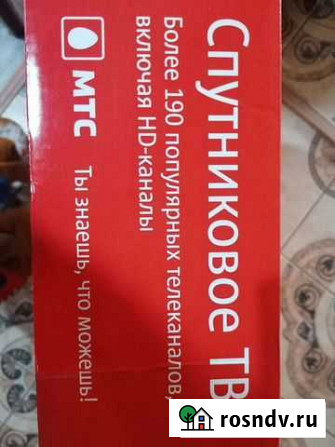 Спутниковое ТВ
Более 190 популярных телеканалов,
включая HD-каналы
МТС
Ты знаешь, что можешь!
rosndv.ru